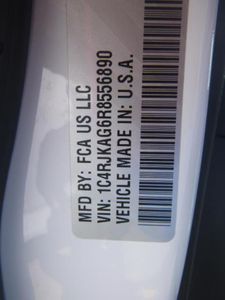 MFD BY: FCA US LLC
VIN: 1C4RJKAG6R8556890
VEHICLE MADE IN: U.S.A.